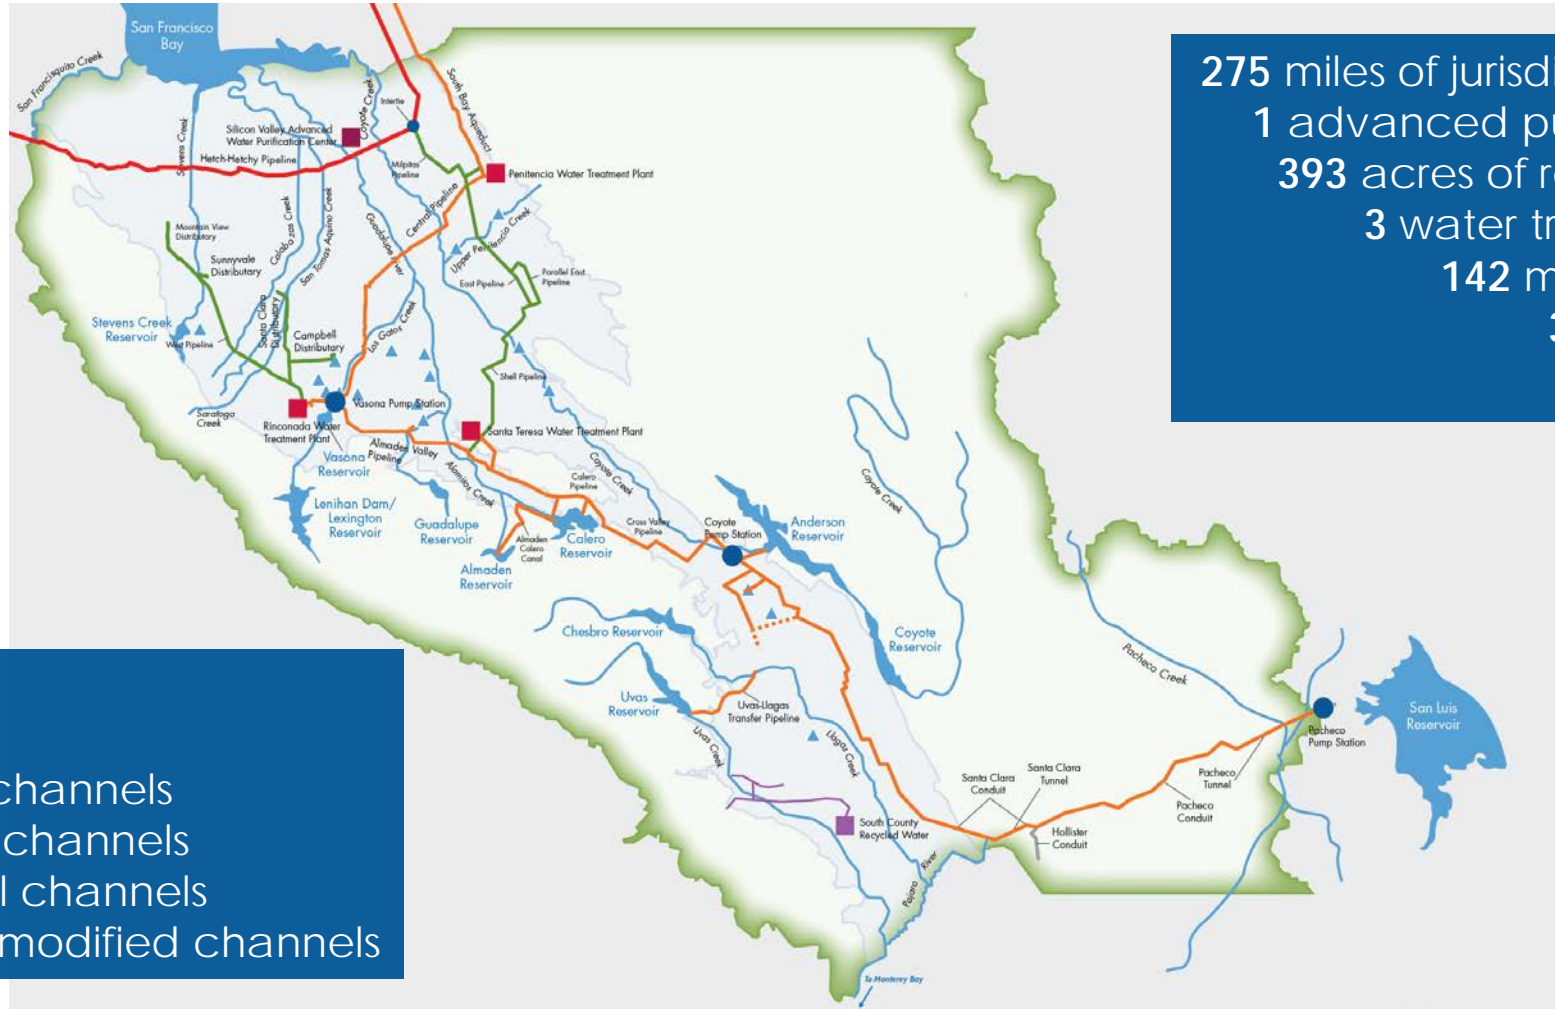 San Francisco
Bay
San Francisquito Creek
275 miles of jurisdi
1 advanced pu
393 acres of r
3 water tr
142 m
3
Coyote Creek
South Bay Aqueduct
Intertie
Stevens Creek
Silicon Valley Advanced
Water Purification Center
Hetch-Hetchy Pipeline
Milpitas
Pipeline
Penitencia Water Treatment Plant
Central Pipeline
Calabazas Creek
San Tomas Aquino Creek
Guadalupe River
Upper Penitencia Creek
Mountain View
Distributary
Sunnyvale
Distributary
East Pipeline
Parallel East
Pipeline
Stevens Creek
Reservoir
West Pipeline
Santa Clara
Distributary
Campbell
Distributary
Los Gatos Creek
Shell Pipeline
Saratoga
Creek
Vasona Pump Station
Rinconada Water
Treatment Plant
Santa Teresa Water Treatment Plant
Almaden Valley
Pipeline
Vasona
Reservoir
Alamitos Creek
Coyote Creek
Calero
Pipeline
Coyote Creek
Lenihan Dam/
Lexington
Reservoir
Guadalupe
Reservoir
Almaden
Calero
Canal
Calero
Reservoir
Cross Valley
Pipeline
Coyote
Pump Station
Anderson
Reservoir
Almaden
Reservoir
Chesbro Reservoir
Coyote
Reservoir
Pacheco Creek
Uvas
Reservoir
Uvas-Llagas
Transfer Pipeline
Uvas Creek
Llagas Creek
San Luis
Reservoir
Pacheco
Pump Station
Santa Clara
Conduit
Santa Clara
Tunnel
Pacheco
Tunnel
Pacheco
Conduit
South County
Recycled Water
Hollister
Conduit
Pajaro River
To Monterey Bay
channels
channels
l channels
modified channels